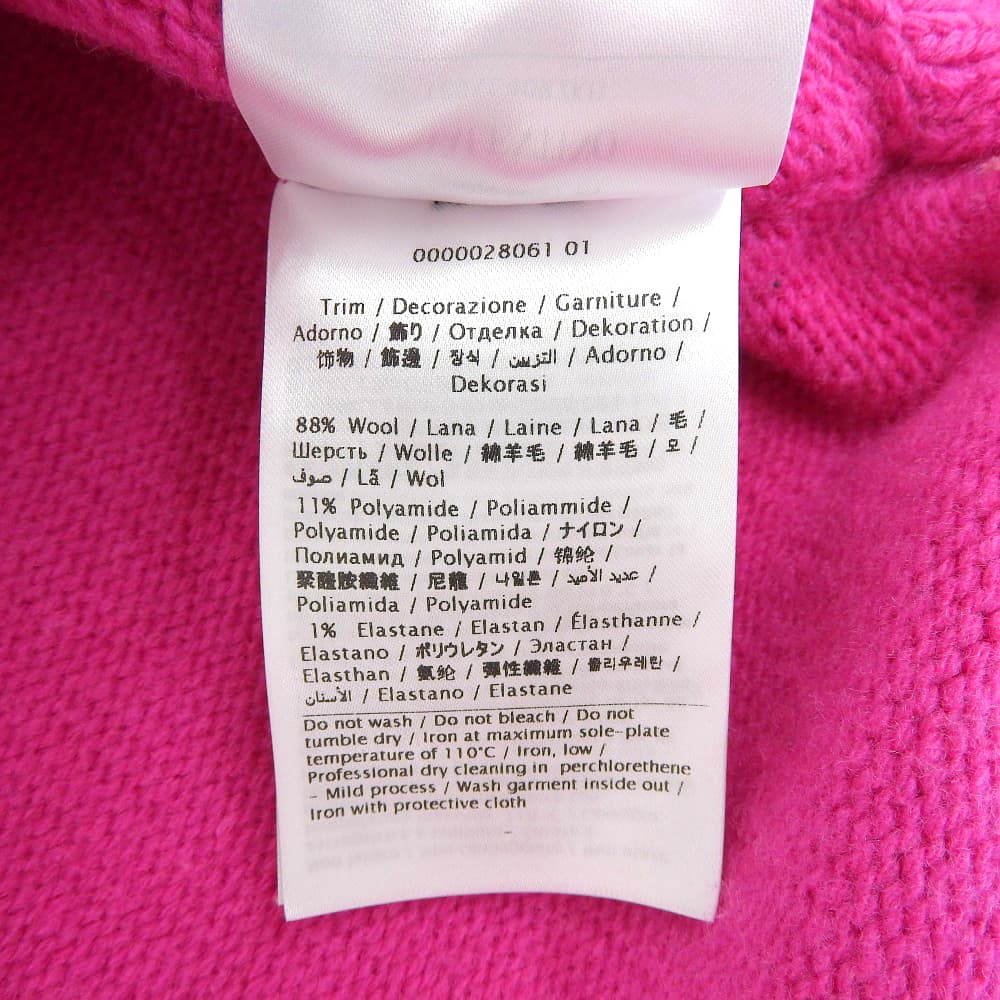 0000028061 01
Trim / Decorazione / Garniture /
Adorno / 飾り / Отделка / Dekoration /
饰物 / 飾邊 / 장식 / التزيين / Adorno /
Dekorasi
88% Wool / Lana / Laine / Lana / 毛 /
Шерсть / Wolle / 綿羊毛 / 綿羊毛 / 모 /
صوف / Lã / Wol
11% Polyamide / Poliammide /
Polyamide / Poliamida / ナイロン /
Полиамид / Polyamid / 锦纶 /
聚醯胺纖維 / 尼龍 / 나일론 / عديد الأميد /
Poliamida / Polyamide
1% Elastane / Elastan / Élasthanne /
Elastano / ポリウレタン / Эластан /
Elasthan / 氨纶 / 彈性纖維 / 폴리우레탄 /
الأستان / Elastano / Elastane
Do not wash / Do not bleach / Do not
tumble dry / Iron at maximum sole-plate
temperature of 110°C / Iron, low /
Professional dry cleaning in perchlorethene
- Mild process / Wash garment inside out /
Iron with protective cloth
-